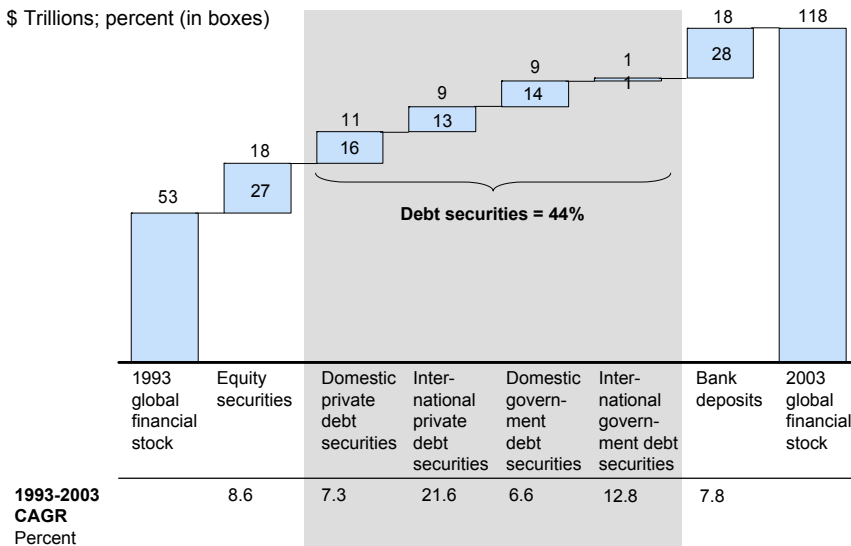 $ Trillions; percent (in boxes)
18 118
28
1
1
9
14
9
13
11
16
18
27
53
Debt securities = 44%
1993
global
financial
stock
Equity
securities
Domestic
private
debt
securities
Inter-
national
private
debt
securities
Domestic
govern-
ment
debt
securities
Inter-
national
govern-
ment debt
securities
Bank
deposits
2003
global
financial
stock
1993-2003
CAGR
Percent
8.6 7.3 21.6 6.6 12.8 7.8